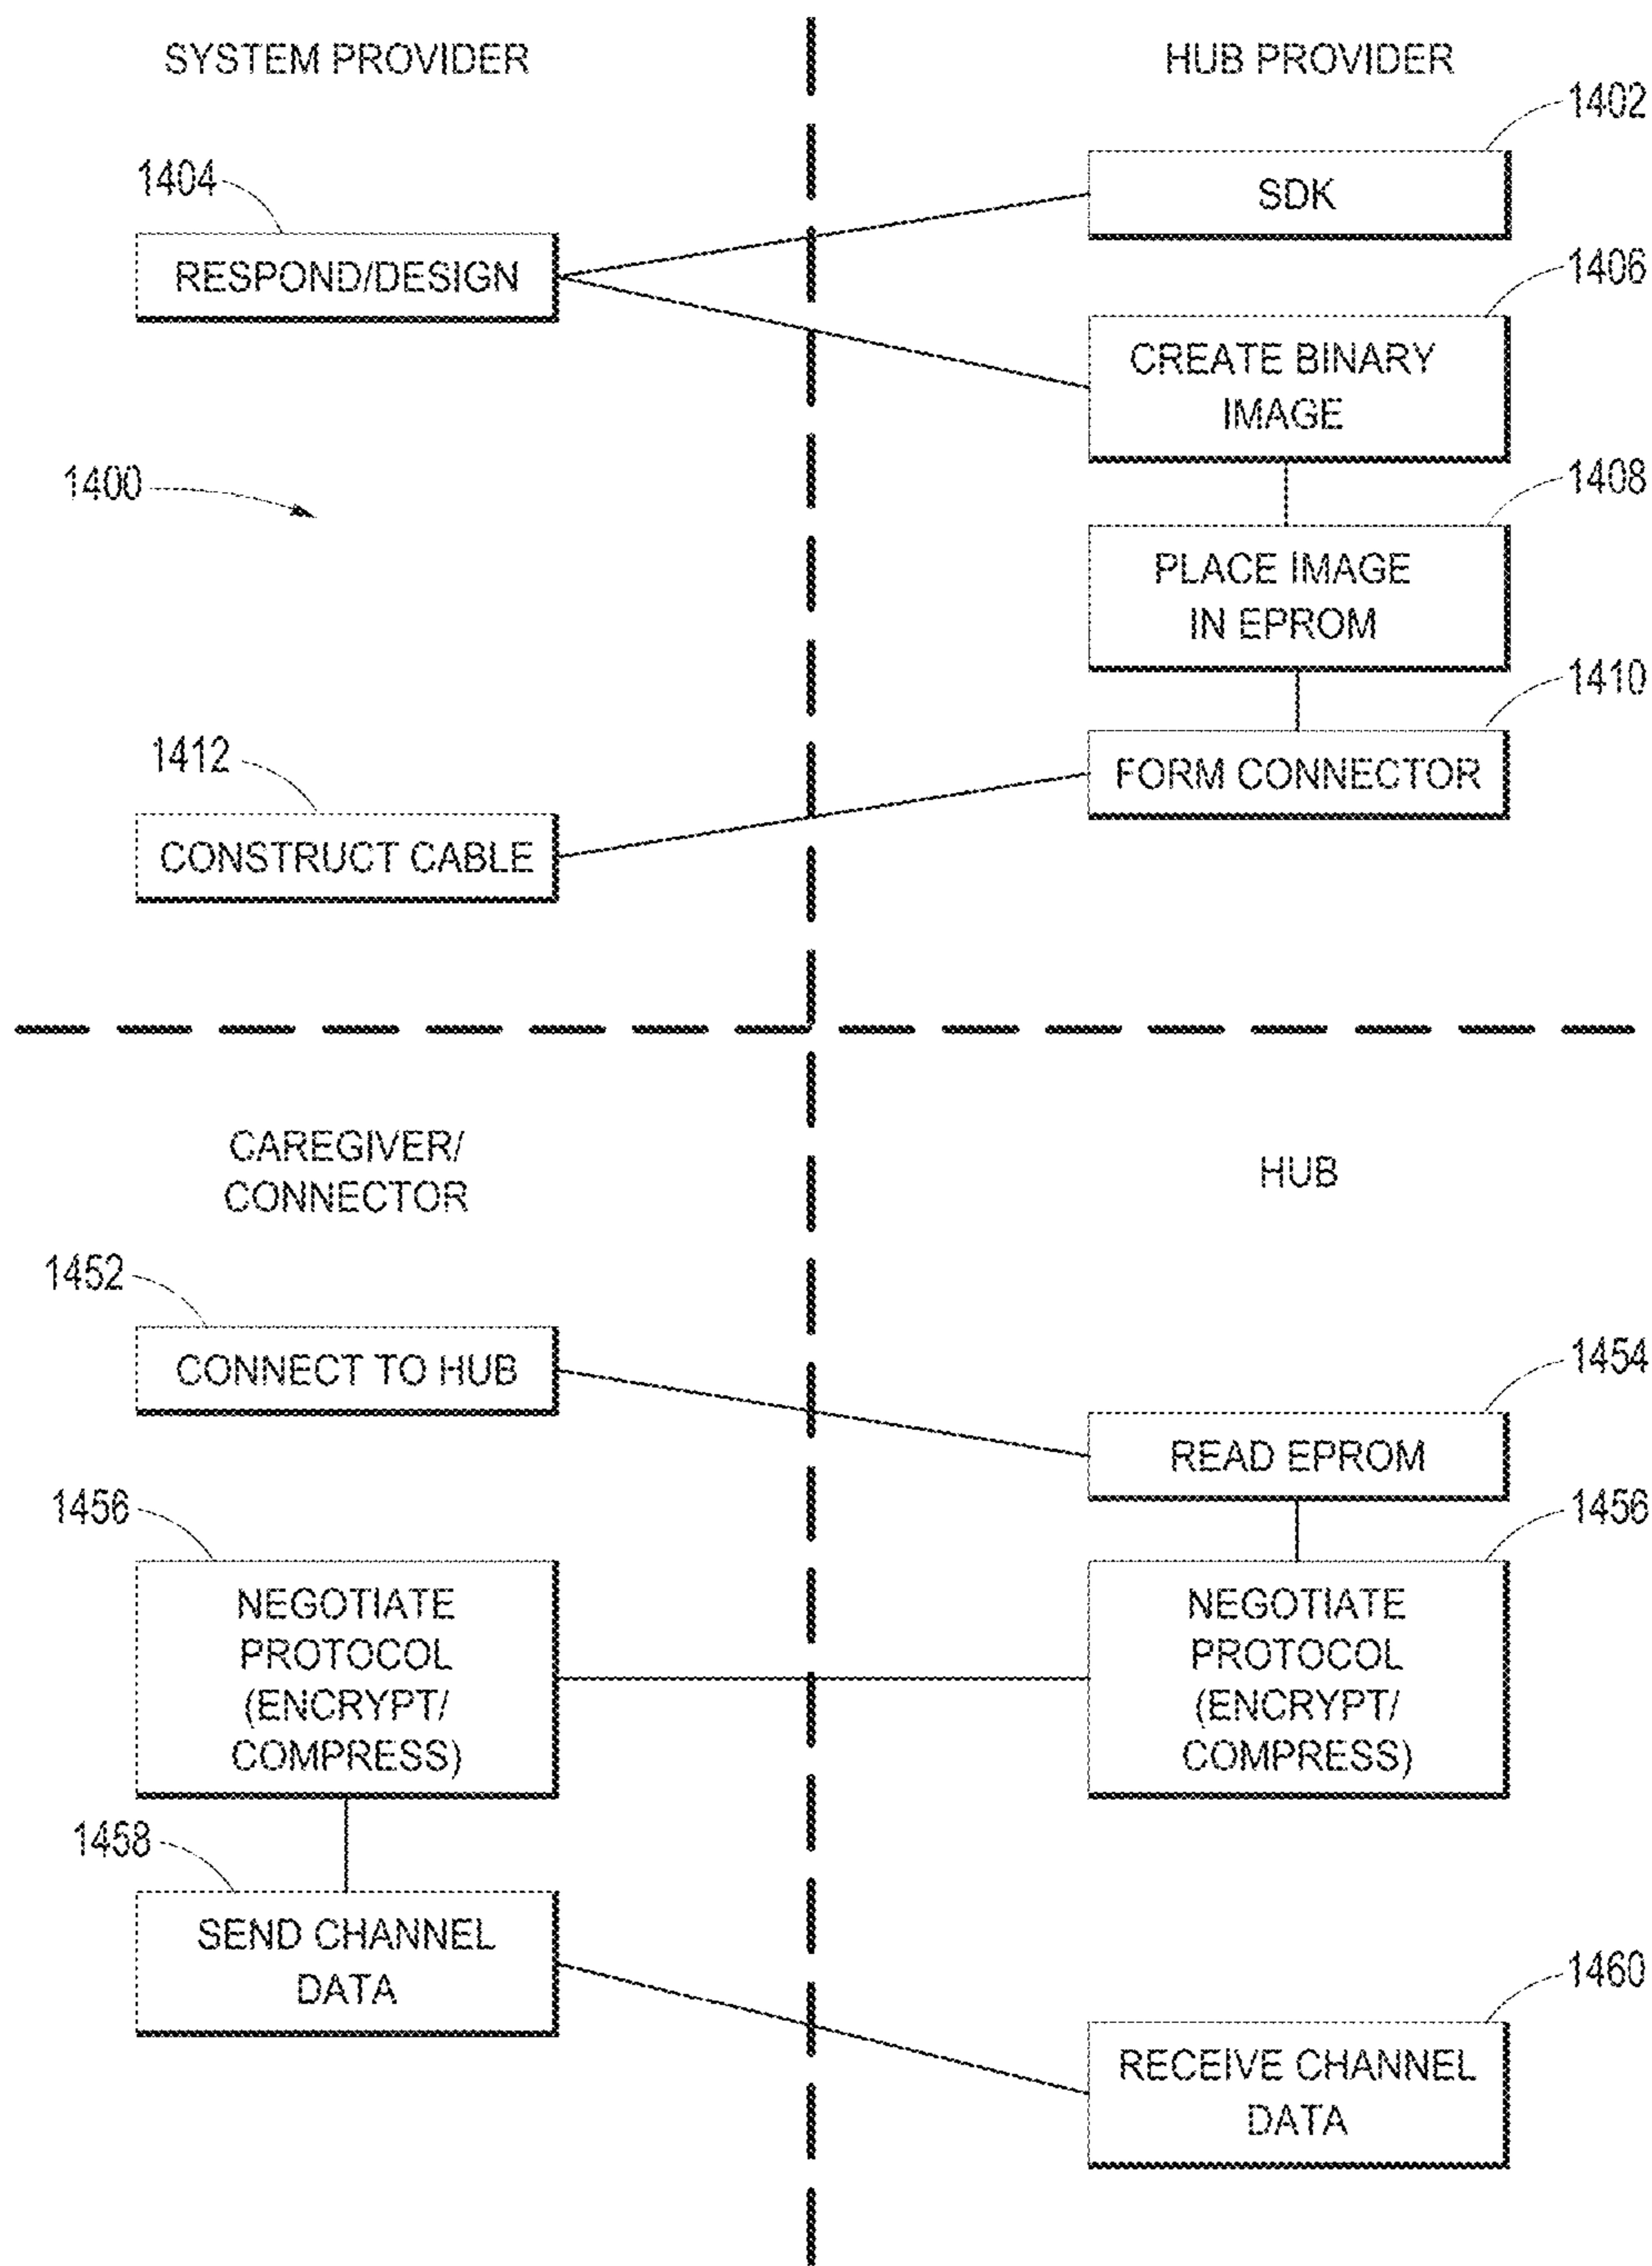 SYSTEM PROVIDER
HUB PROVIDER
1402
SDK
1404
RESPOND/DESIGN
1406
CREATE BINARY
IMAGE
1400
1408
PLACE IMAGE
IN EPROM
1410
FORM CONNECTOR
1412
CONSTRUCT CABLE
CAREGIVER/
CONNECTOR
HUB
1452
CONNECT TO HUB
1454
READ EPROM
1456
NEGOTIATE
PROTOCOL
(ENCRYPT/
COMPRESS)
1456
NEGOTIATE
PROTOCOL
(ENCRYPT/
COMPRESS)
1458
SEND CHANNEL
DATA
1460
RECEIVE CHANNEL
DATA